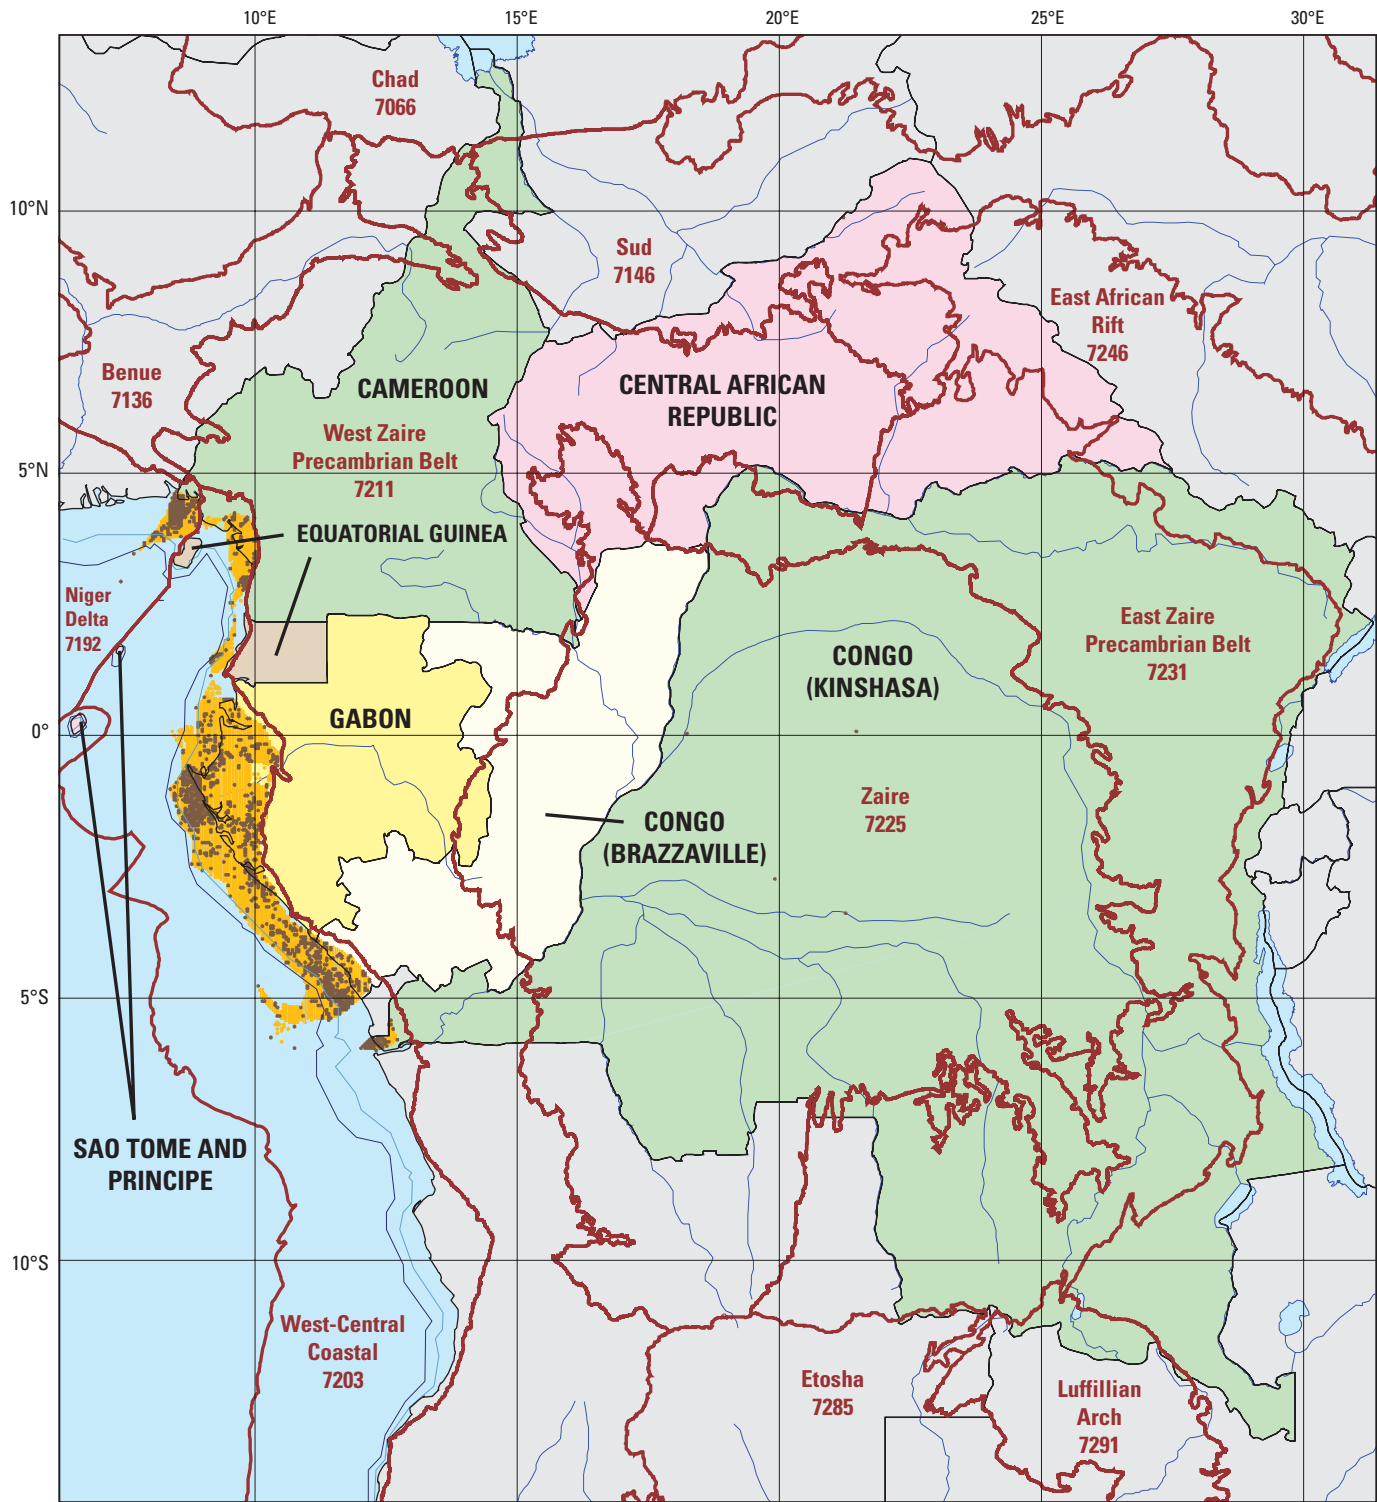 10°E
15°E
20°E
25°E
30°E
Chad
7066
10°N
Sud
7146
East African
Rift
7246
Benue
7136
CAMEROON
CENTRAL AFRICAN
REPUBLIC
West Zaire
Precambrian Belt
7211
5°N
EQUATORIAL GUINEA
Niger
Delta
7192
East Zaire
Precambrian Belt
7231
CONGO
(KINSHASA)
GABON
0°
Zaire
7225
CONGO
(BRAZZAVILLE)
5°S
SAO TOME AND
PRINCIPE
10°S
West-Central
Coastal
7203
Etosha
7285
Luffillian
Arch
7291